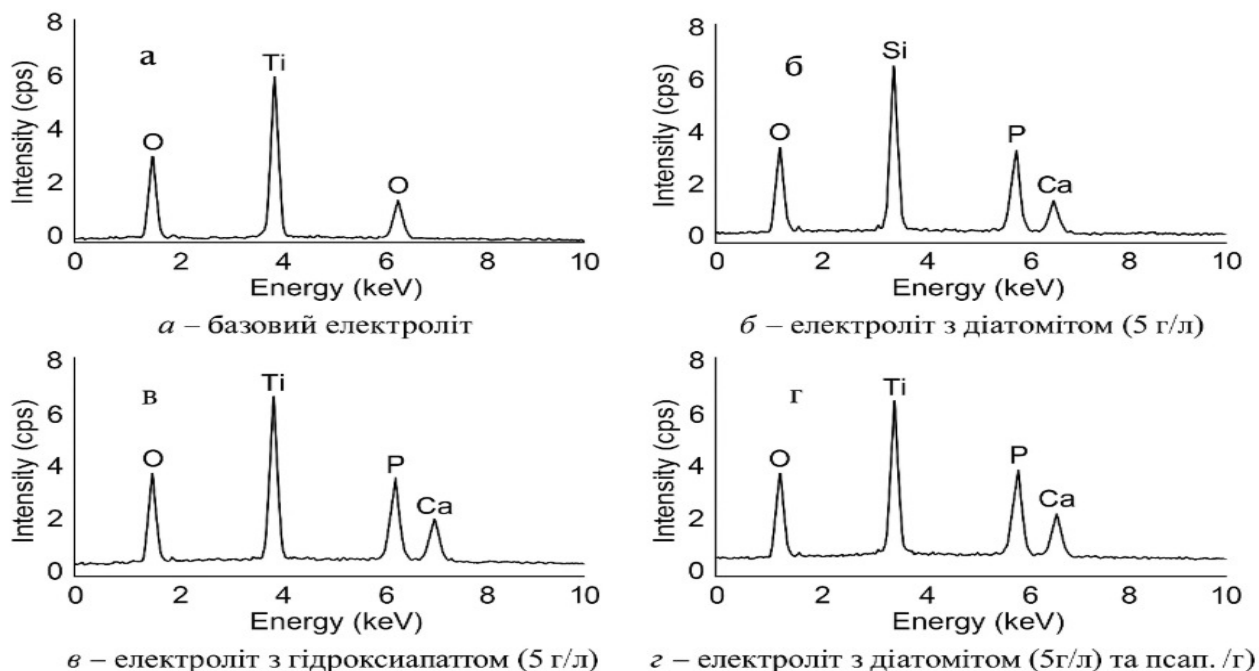 8
6
4
2
0
Intensity (cps)
а
O
Ti
O
0 2 4 6 8 10
Energy (keV)
а – базовий електроліт
8
6
4
2
0
Intensity (cps)
б
O
Si
P
Ca
0 2 4 6 8 10
Energy (keV)
б – електроліт з діатомітом (5 г/л)
8
6
4
2
0
Intensity (cps)
в
O
Ti
P
Ca
0 2 4 6 8 10
Energy (keV)
в – електроліт з гідроксиапаттом (5 г/л)
8
6
4
2
0
Intensity (cps)
г
O
Ti
P
Ca
0 2 4 6 8 10
Energy (keV)
г – електроліт з діатомітом (5г/л) та псап. /г)